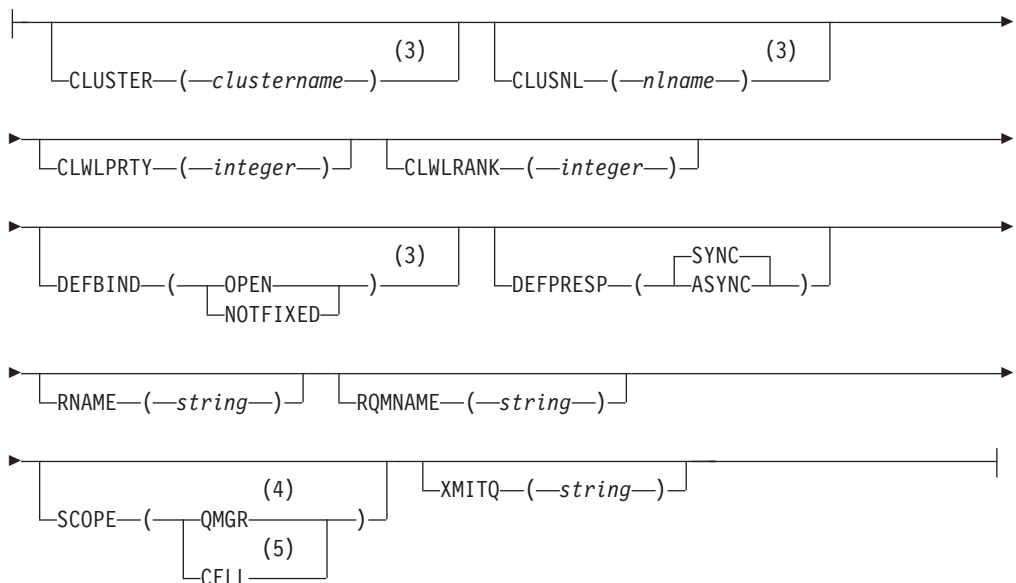 (3) (3)
CLUSTER ( clustername ) CLUSNL ( nlname )
CLWLPRTY ( integer ) CLWLRANK ( integer )
(3) SYNC
DEFBIND ( OPEN ) DEFPRESP ( ASYNC )
NOTFIXED
RNAME ( string ) RQMNAME ( string )
(4) XMITQ ( string )
SCOPE ( QMGR )
(5)
CELL